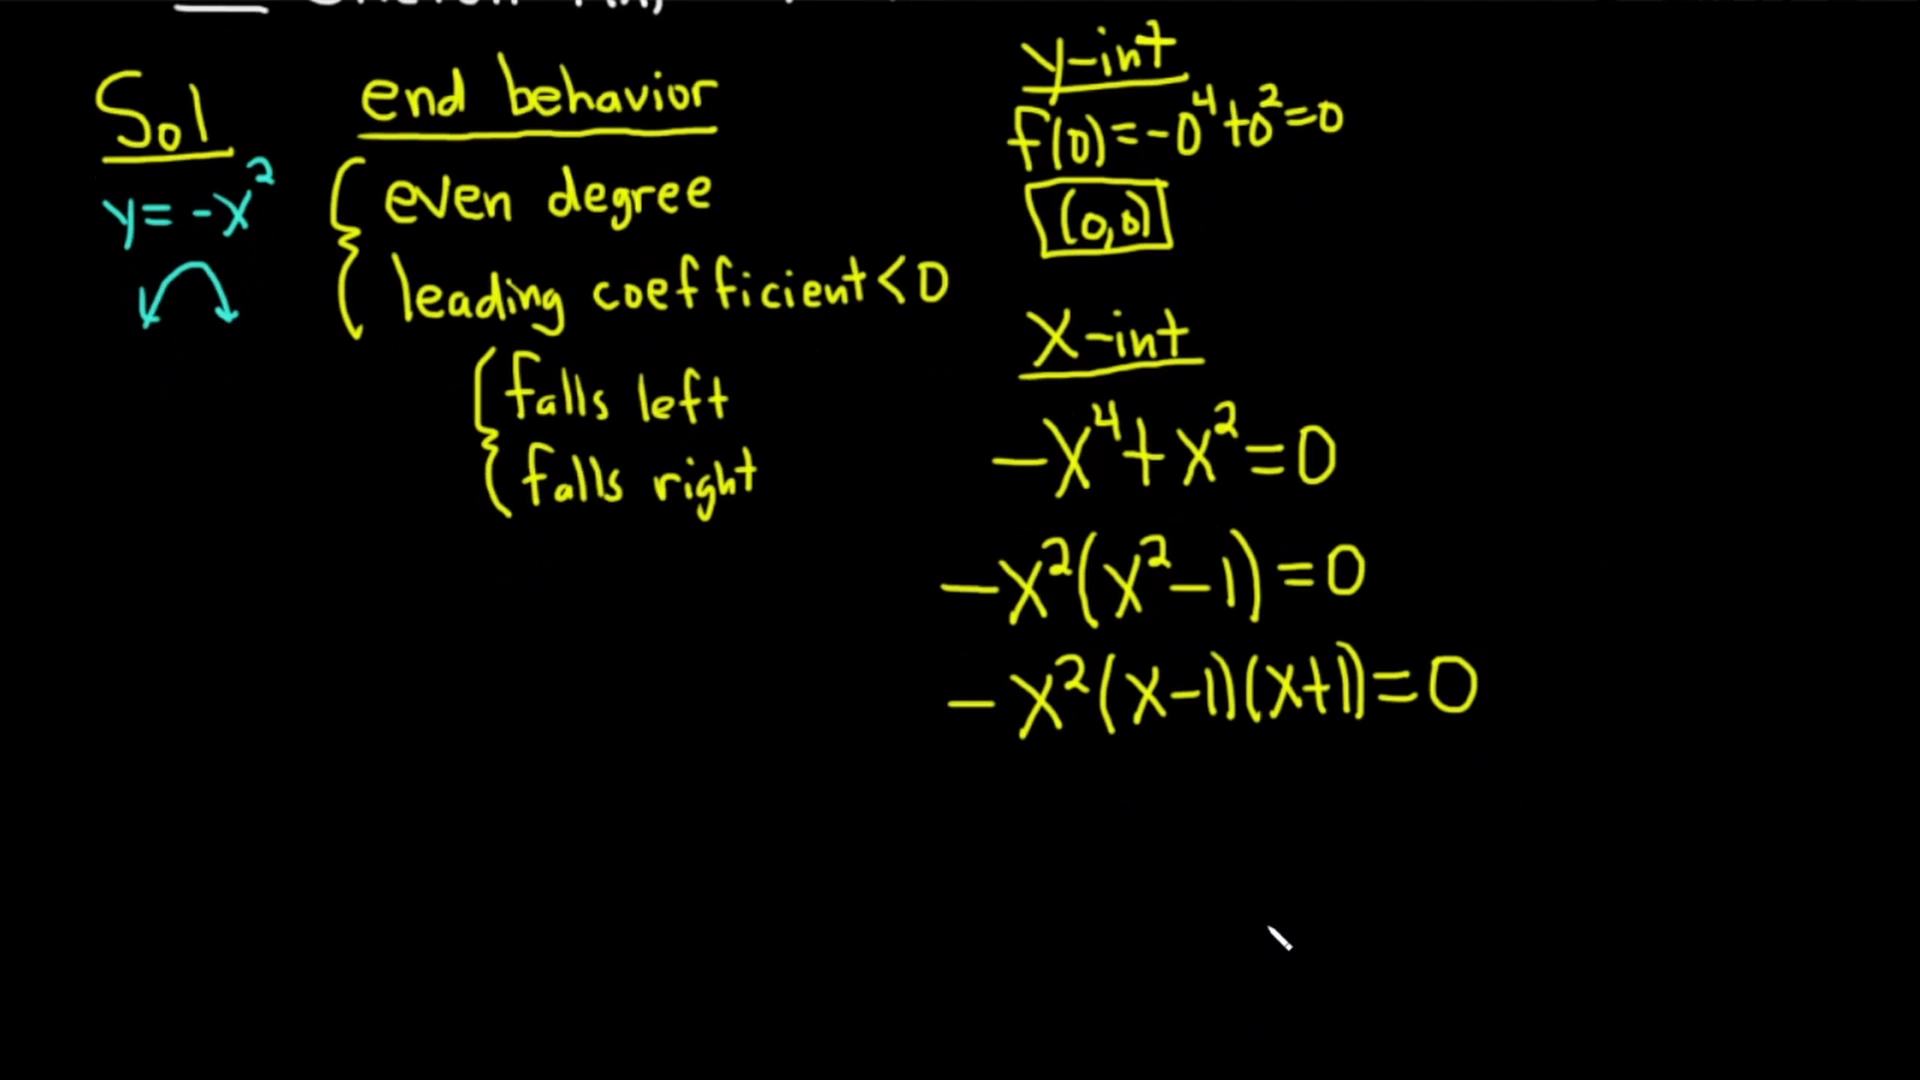 Sol
y = -x²
end behavior
even degree
leading coefficient < 0
falls left
falls right
y-int
f(0) = -0⁴ + 0² = 0
(0,0)
x-int
-x⁴ + x² = 0
-x²(x² - 1) = 0
-x²(x-1)(x+1) = 0